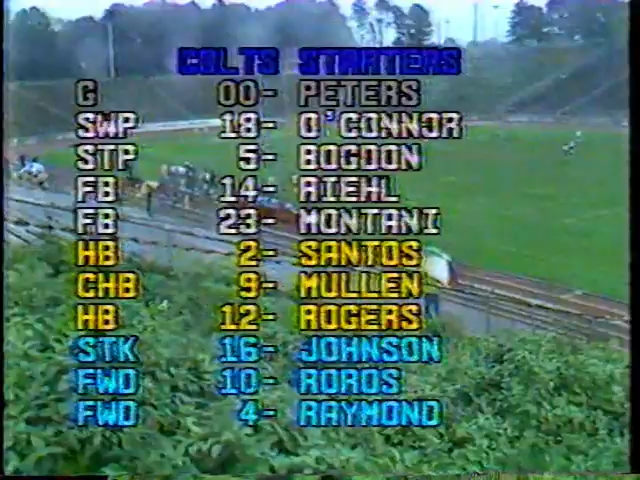 COLTS STARTERS
G 00- PETERS
SWP 18- O'CONNOR
STP 5- BOGDON
FB 14- RIEHL
FB 23- MONTANI
HB 2- SANTOS
CHB 9- MULLEN
HB 12- ROGERS
STK 16- JOHNSON
FWD 10- ROROS
FWD 4- RAYMOND